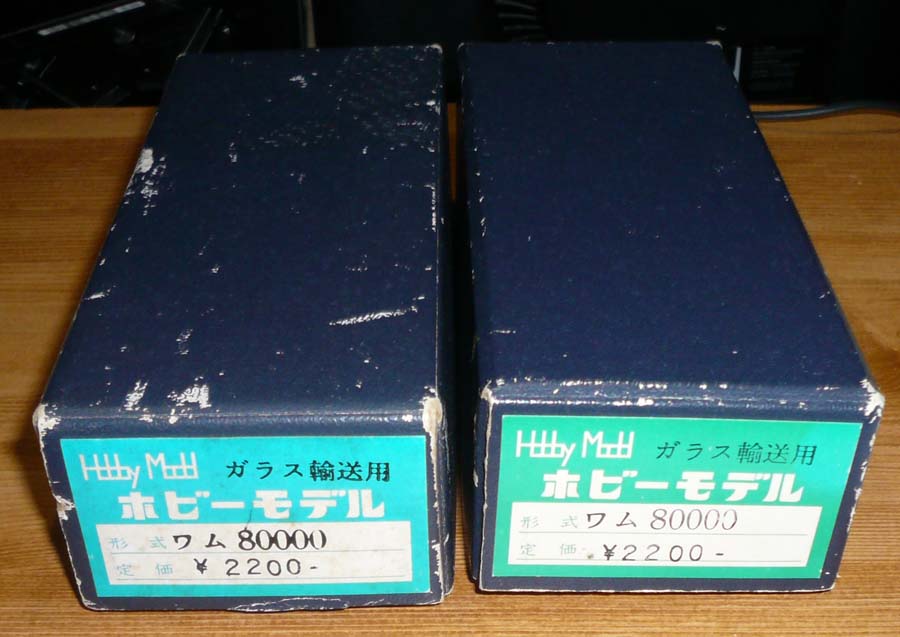 Hobby Model ガラス輸送用
ホビーモデル
形式 ワム 80000
定価 ¥ 2200-
Hobby Model ガラス輸送用
ホビーモデル
形式 ワム 80000
定価 ¥2200-